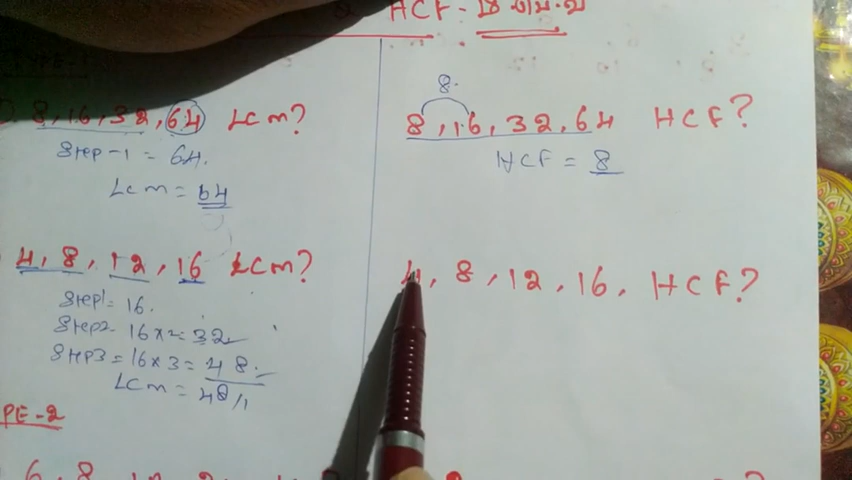 HCF -
8, 16, 32, 64 LCM?
Step-1 = 64.
LCM = 64
4, 8, 12, 16 LCM?
Step1 = 16.
Step2 - 16×2 = 32
Step3 = 16×3 = 48.
LCM = 48//
PE-2
8.
8, 16, 32, 64 HCF?
HCF = 8
4, 8, 12, 16, HCF?